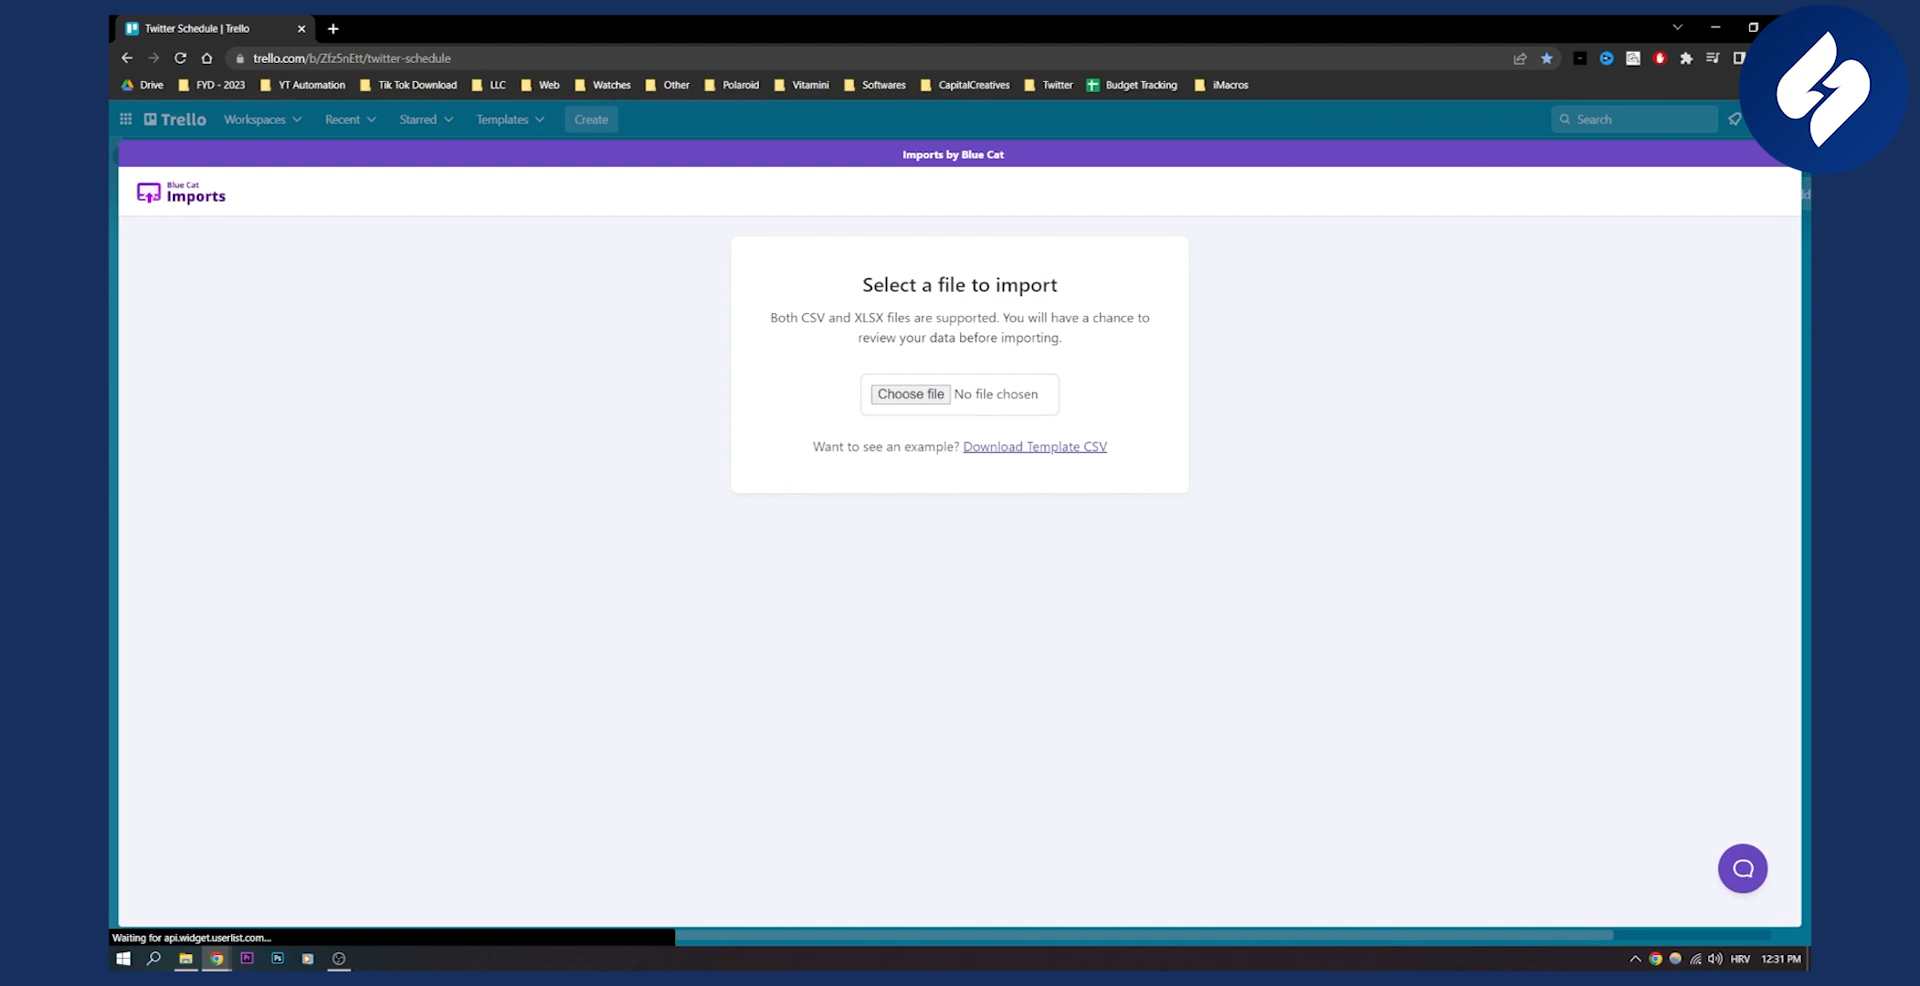 Twitter Schedule | Trello
trello.com/b/Zfz5nEtt/twitter-schedule
Drive FYD - 2023 YT Automation Tik Tok Download LLC Web Watches Other Polaroid Vitamini Softwares CapitalCreatives Twitter Budget Tracking iMacros
Trello Workspaces Recent Starred Templates Create Search
Imports by Blue Cat
Blue Cat
Imports
Select a file to import
Both CSV and XLSX files are supported. You will have a chance to
review your data before importing.
Choose file No file chosen
Want to see an example? Download Template CSV
Waiting for api.widget.userlist.com...
Pr Ps HRV 12:31 PM